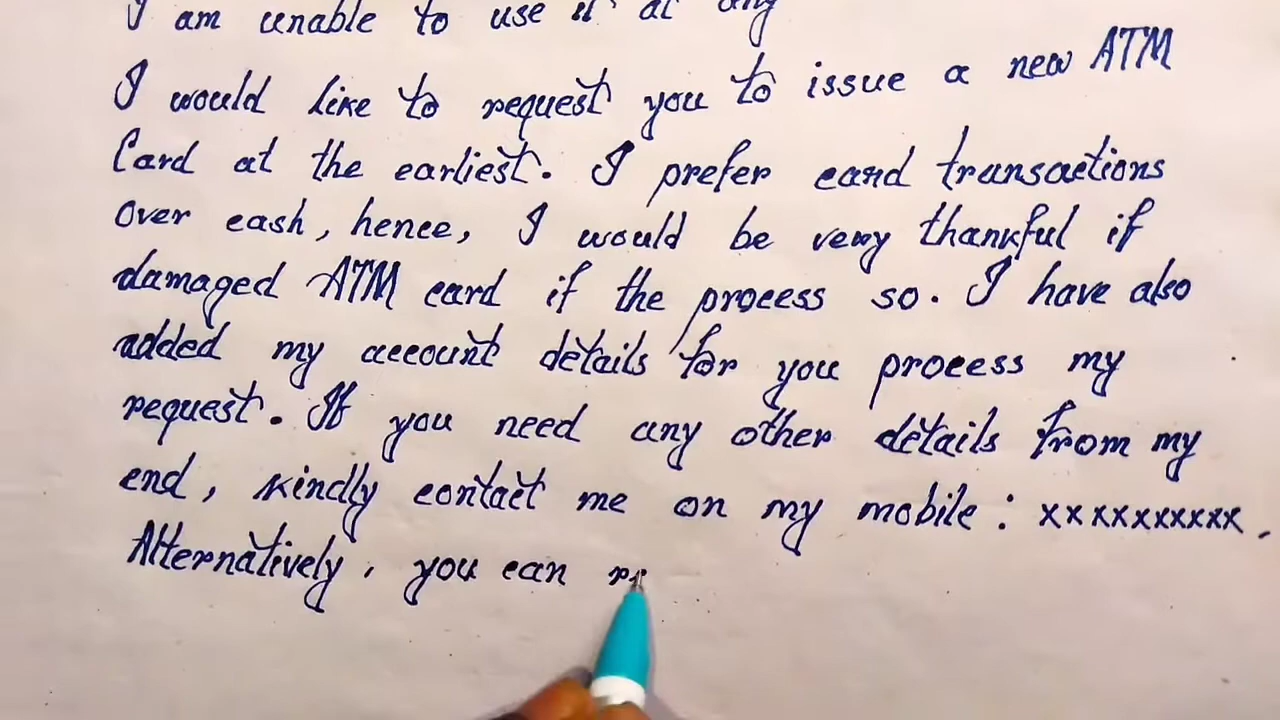 I am unable to use it at any
I would like to request you to issue a new ATM
Card at the earliest. I prefer card transactions
over cash, hence, I would be very thankful if
damaged ATM card if the process so. I have also
added my account details for you process my
request. If you need any other details from my
end, kindly contact me on my mobile : xxxxxxxxxx.
Alternatively, you can